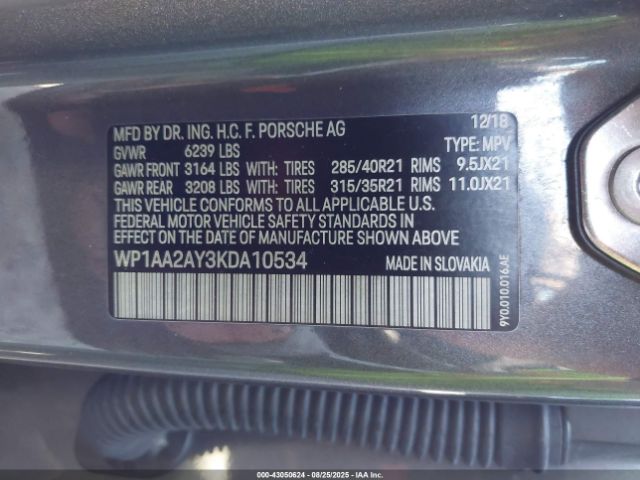 MFD BY DR. ING. H.C. F. PORSCHE AG 12/18
GVWR 6239 LBS TYPE: MPV
GAWR FRONT 3164 LBS WITH: TIRES 285/40R21 RIMS 9.5JX21
GAWR REAR 3208 LBS WITH: TIRES 315/35R21 RIMS 11.0JX21
THIS VEHICLE CONFORMS TO ALL APPLICABLE U.S.
FEDERAL MOTOR VEHICLE SAFETY STANDARDS IN
EFFECT ON THE DATE OF MANUFACTURE SHOWN ABOVE.
WP1AA2AY3KDA10534 MADE IN SLOVAKIA
9Y0.010.016.AE
000-43050624 - 08/25/2025 - IAAI.COM